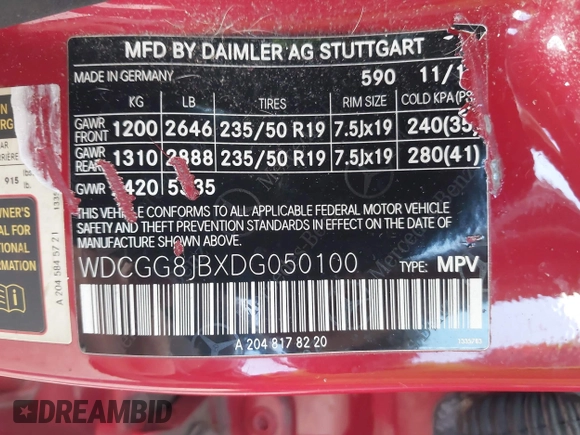 MFD BY DAIMLER AG STUTTGART
MADE IN GERMANY 590 11/1
KG LB TIRES RIM SIZE COLD KPA(PS
GAWR FRONT 1200 2646 235/50 R19 7.5Jx19 240(35)
GAWR REAR 1310 2888 235/50 R19 7.5Jx19 280(41)
GWR 420
THIS VEHICLE CONFORMS TO ALL APPLICABLE FEDERAL MOTOR VEHICLE
SAFETY AND THEFT PREVENTION STANDARDS IN EFFECT ON THE DATE OF
MANUFACTURE SHOWN ABOVE
WDCGG8JBXDG050100 TYPE: MPV
A 204 817 82 20
915
A 204 584 57 21
DREAMBID